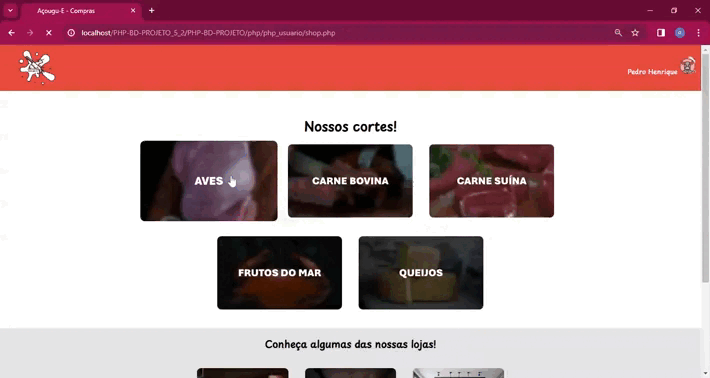 Açougu-E - Compras
localhost/PHP-BD-PROJETO_5_2/PHP-BD-PROJETO/php/php_usuario/shop.php
Pedro Henrique
Nossos cortes!
AVES
CARNE BOVINA
CARNE SUÍNA
FRUTOS DO MAR
QUEIJOS
Conheça algumas das nossas lojas!